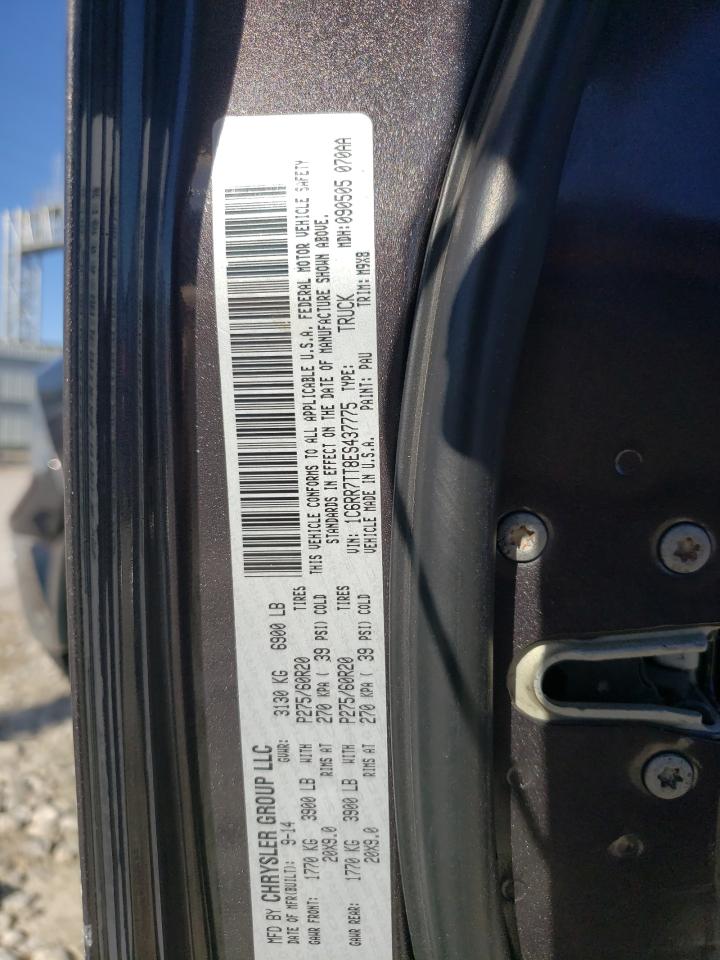 MFD BY CHRYSLER GROUP LLC
DATE OF MFR(BUILT): 9-14 GVWR: 3130 KG 6900 LB
GAWR FRONT: 1770 KG 3900 LB WITH P275/60R20 TIRES
20X9.0 RIMS AT 270 KPA ( 39 PSI) COLD
GAWR REAR: 1770 KG 3900 LB WITH P275/60R20 TIRES
20X9.0 RIMS AT 270 KPA ( 39 PSI) COLD
THIS VEHICLE CONFORMS TO ALL APPLICABLE U.S.A. FEDERAL MOTOR VEHICLE SAFETY
STANDARDS IN EFFECT ON THE DATE OF MANUFACTURE SHOWN ABOVE.
VIN: 1C6RR7TT8ES437775 TYPE: TRUCK MDH:090505 070AA
VEHICLE MADE IN U.S.A. PAINT: PAU TRIM: M9X8